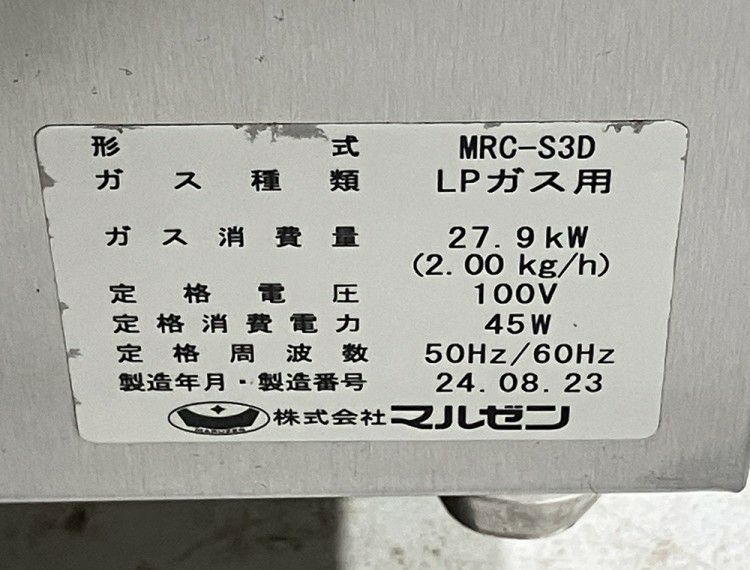 形式 MRC-S3D
ガス種類 LPガス用
ガス消費量 27.9kW
(2.00 kg/h)
定格電圧 100V
定格消費電力 45W
定格周波数 50Hz/60Hz
製造年月・製造番号 24.08.23
MARUZEN 株式会社マルゼン